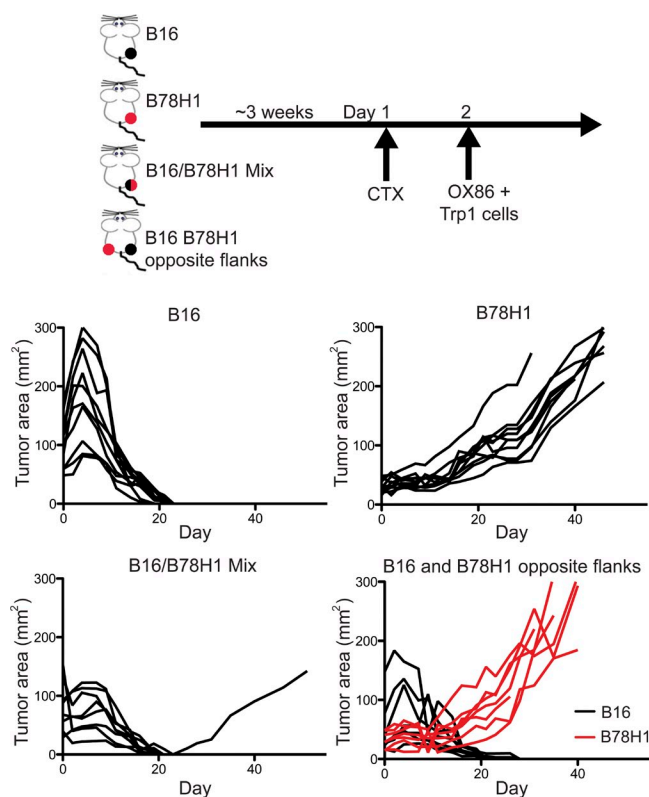 B16
B78H1
B16/B78H1 Mix
B16 B78H1
opposite flanks
~3 weeks Day 1 2
CTX
OX86 +
Trp1 cells
B16
Tumor area (mm²)
300
200
100
0
0 20 40
Day
B78H1
Tumor area (mm²)
300
200
100
0
0 20 40
Day
B16/B78H1 Mix
Tumor area (mm²)
300
200
100
0
0 20 40
Day
B16 and B78H1 opposite flanks
Tumor area (mm²)
300
200
100
0
0 20 40
Day
B16
B78H1